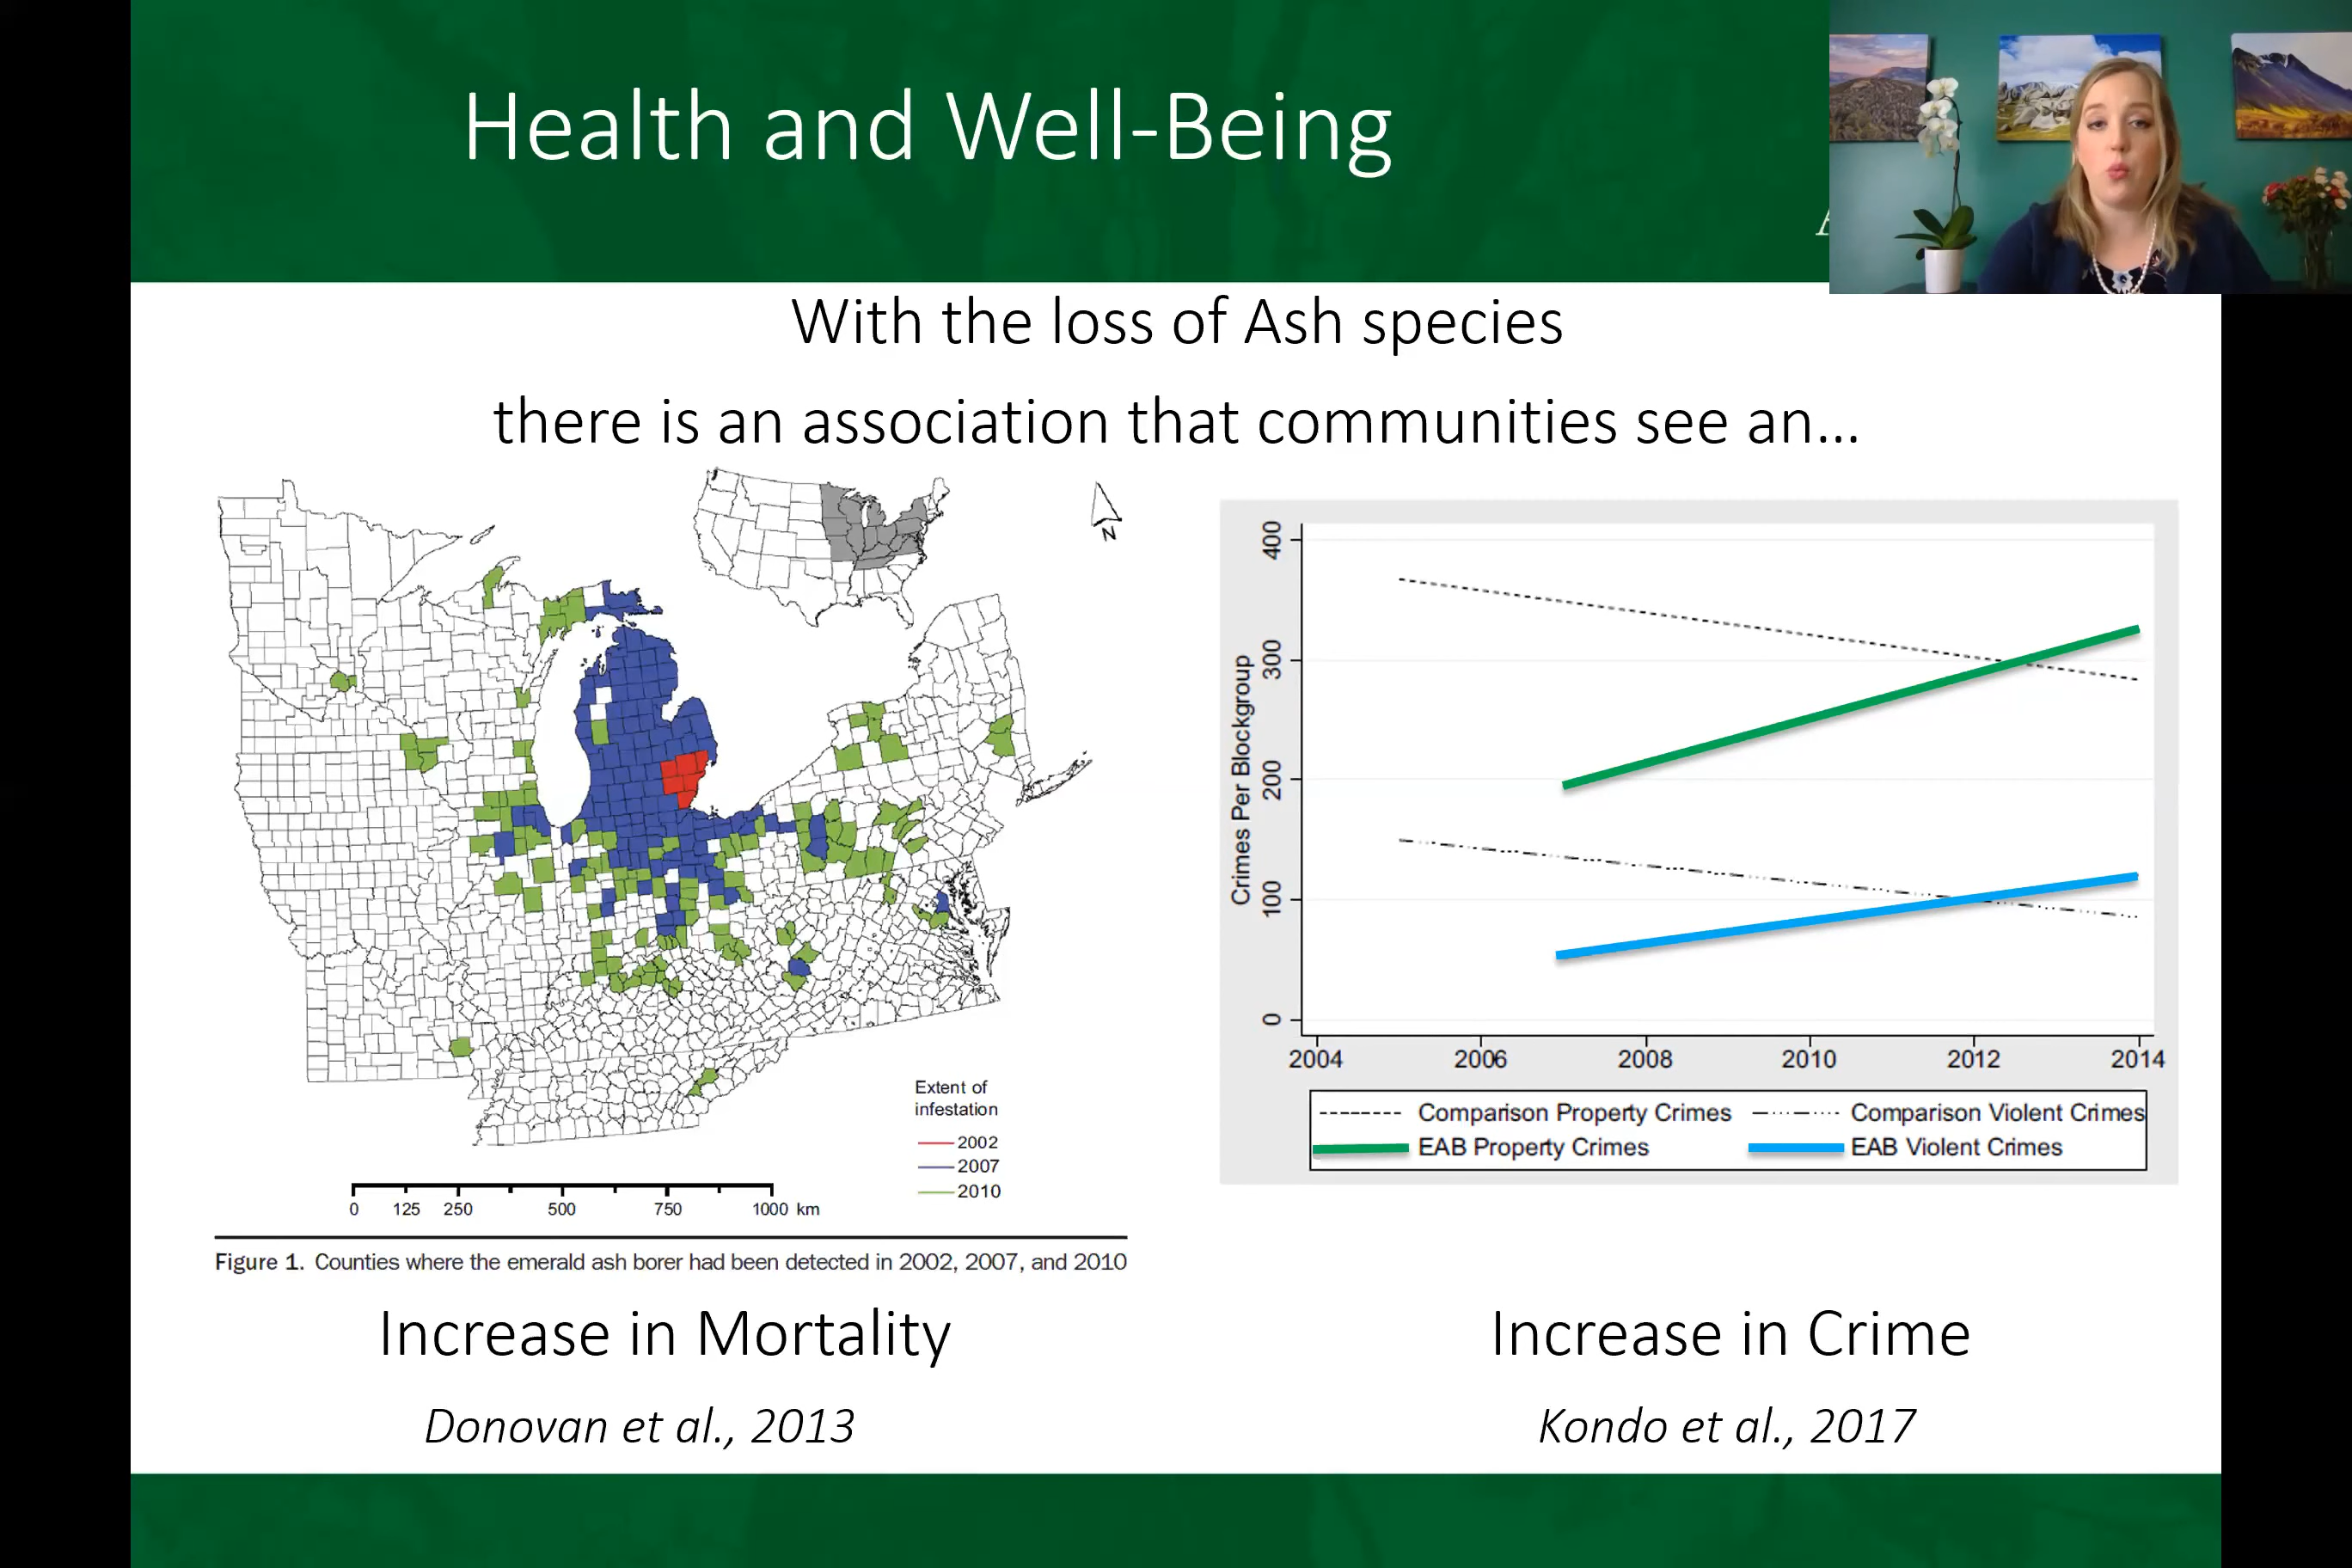 Health and Well-Being
A
With the loss of Ash species
there is an association that communities see an...
N
Extent of
infestation
2002
2007
2010
0 125 250 500 750 1000 km
Figure 1. Counties where the emerald ash borer had been detected in 2002, 2007, and 2010
Increase in Mortality
Donovan et al., 2013
Crimes Per Blockgroup
400
300
200
100
0
2004 2006 2008 2010 2012 2014
Comparison Property Crimes Comparison Violent Crimes
EAB Property Crimes EAB Violent Crimes
Increase in Crime
Kondo et al., 2017